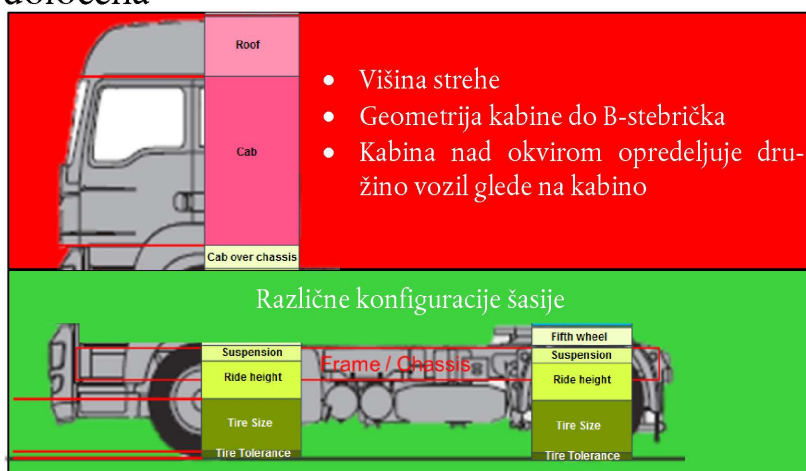 določena
Roof
• Višina strehe
• Geometrija kabine do B-stebrička
Cab
• Kabina nad okvirom opredeljuje dru-
žino vozil glede na kabino
Cab over chassis
Različne konfiguracije šasije
Fifth wheel
Suspension
Suspension
Frame / Chassis
Ride height
Ride height
Tire Size
Tire Size
Tire Tolerance
Tire Tolerance